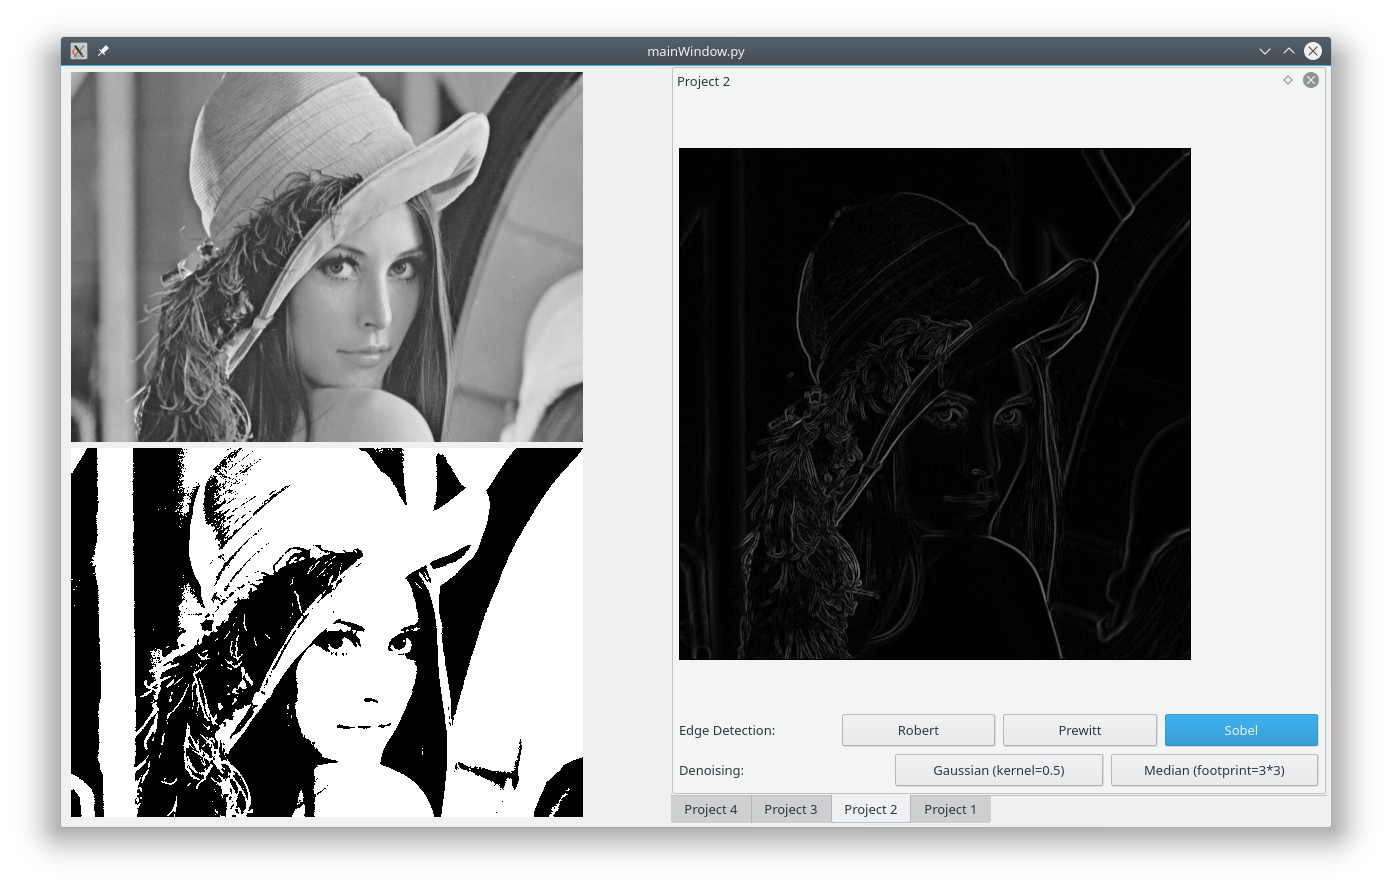 mainWindow.py
Project 2
Edge Detection:
Robert
Prewitt
Sobel
Denoising:
Gaussian (kernel=0.5)
Median (footprint=3*3)
Project 4
Project 3
Project 2
Project 1